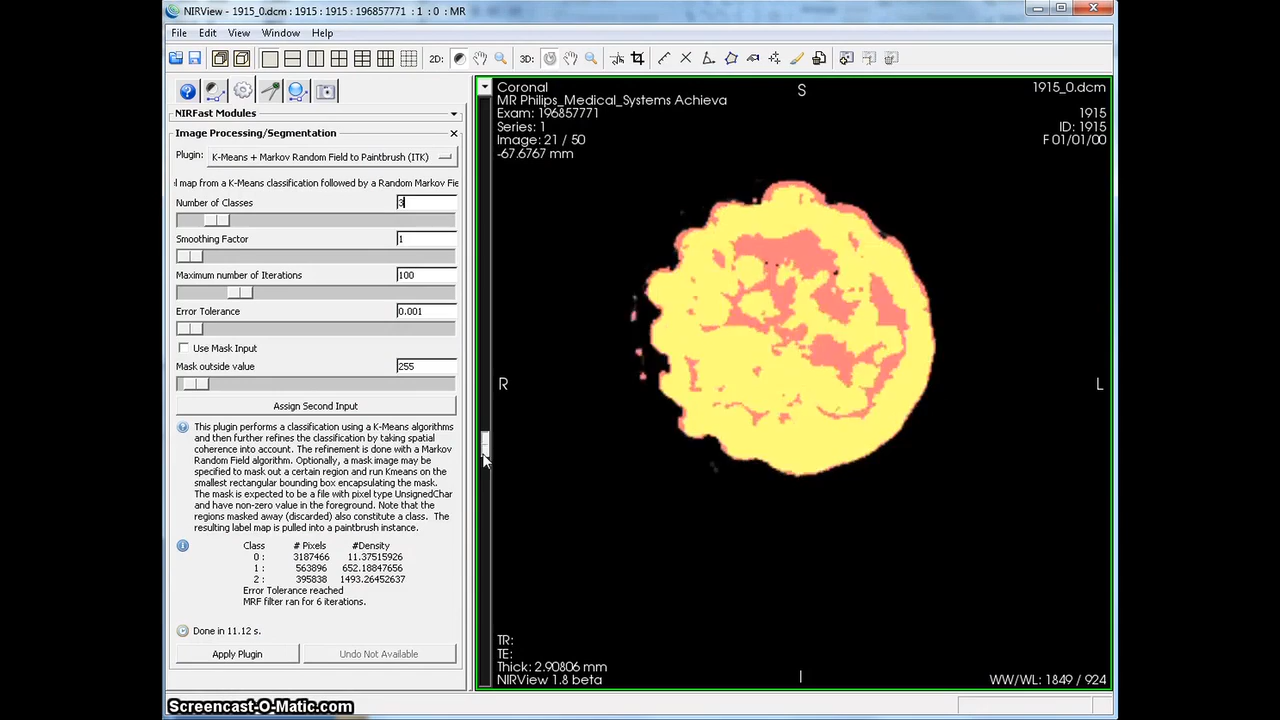 NIRView - 1915_0.dcm : 1915 : 1915 : 196857771 : 1 : 0 : MR
File Edit View Window Help
2D: 3D:
NIRFast Modules
Image Processing/Segmentation
Plugin: K-Means + Markov Random Field to Paintbrush (ITK)
l map from a K-Means classification followed by a Random Markov Fie
Number of Classes 3
Smoothing Factor 1
Maximum number of Iterations 100
Error Tolerance 0.001
Use Mask Input
Mask outside value 255
Assign Second Input
This plugin performs a classification using a K-Means algorithms
and then further refines the classification by taking spatial
coherence into account. The refinement is done with a Markov
Random Field algorithm. Optionally, a mask image may be
specified to mask out a certain region and run Kmeans on the
smallest rectangular bounding box encapsulating the mask.
The mask is expected to be a file with pixel type UnsignedChar
and have non-zero value in the foreground. Note that the
regions masked away (discarded) also constitute a class. The
resulting label map is pulled into a paintbrush instance.
Class # Pixels #Density
0 : 3187466 11.37515926
1 : 563896 652.18847656
2 : 395838 1493.26452637
Error Tolerance reached
MRF filter ran for 6 iterations.
Done in 11.12 s.
Apply Plugin Undo Not Available
Coronal
MR Philips_Medical_Systems Achieva
Exam: 196857771
Series: 1
Image: 21 / 50
-67.6767 mm
S
1915_0.dcm
1915
ID: 1915
F 01/01/00
R
L
TR:
TE:
Thick: 2.90806 mm
NIRView 1.8 beta
I
WW/WL: 1849 / 924
Screencast-O-Matic.com